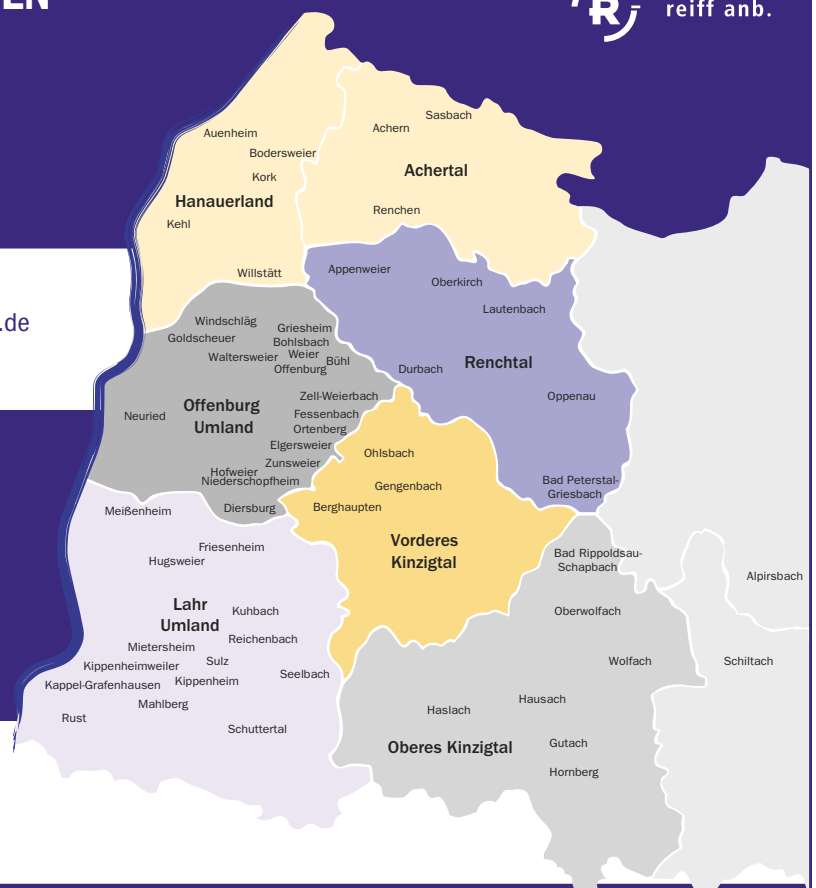 EN
R
reiff anb.
.de
Sasbach
Achern
Auenheim
Bodersweier
Achertal
Kork
Hanauerland
Renchen
Kehl
Willstätt
Appenweier
Oberkirch
Lautenbach
Durbach
Renchtal
Oppenau
Bad Peterstal-
Griesbach
Windschläg
Goldscheuer
Griesheim
Bohlsbach
Waltersweier
Weier
Bühl
Offenburg
Zell-Weierbach
Neuried
Offenburg
Umland
Fessenbach
Ortenberg
Elgersweier
Zunsweier
Hofweier
Niederschopfheim
Diersburg
Ohlsbach
Gengenbach
Berghaupten
Vorderes
Kinzigtal
Meißenheim
Friesenheim
Hugsweier
Lahr
Umland
Kuhbach
Reichenbach
Mietersheim
Sulz
Kippenheimweiler
Seelbach
Kappel-Grafenhausen
Kippenheim
Mahlberg
Rust
Schuttertal
Bad Rippoldsau-
Schapbach
Oberwolfach
Wolfach
Hausach
Haslach
Oberes Kinzigtal
Gutach
Hornberg
Alpirsbach
Schiltach